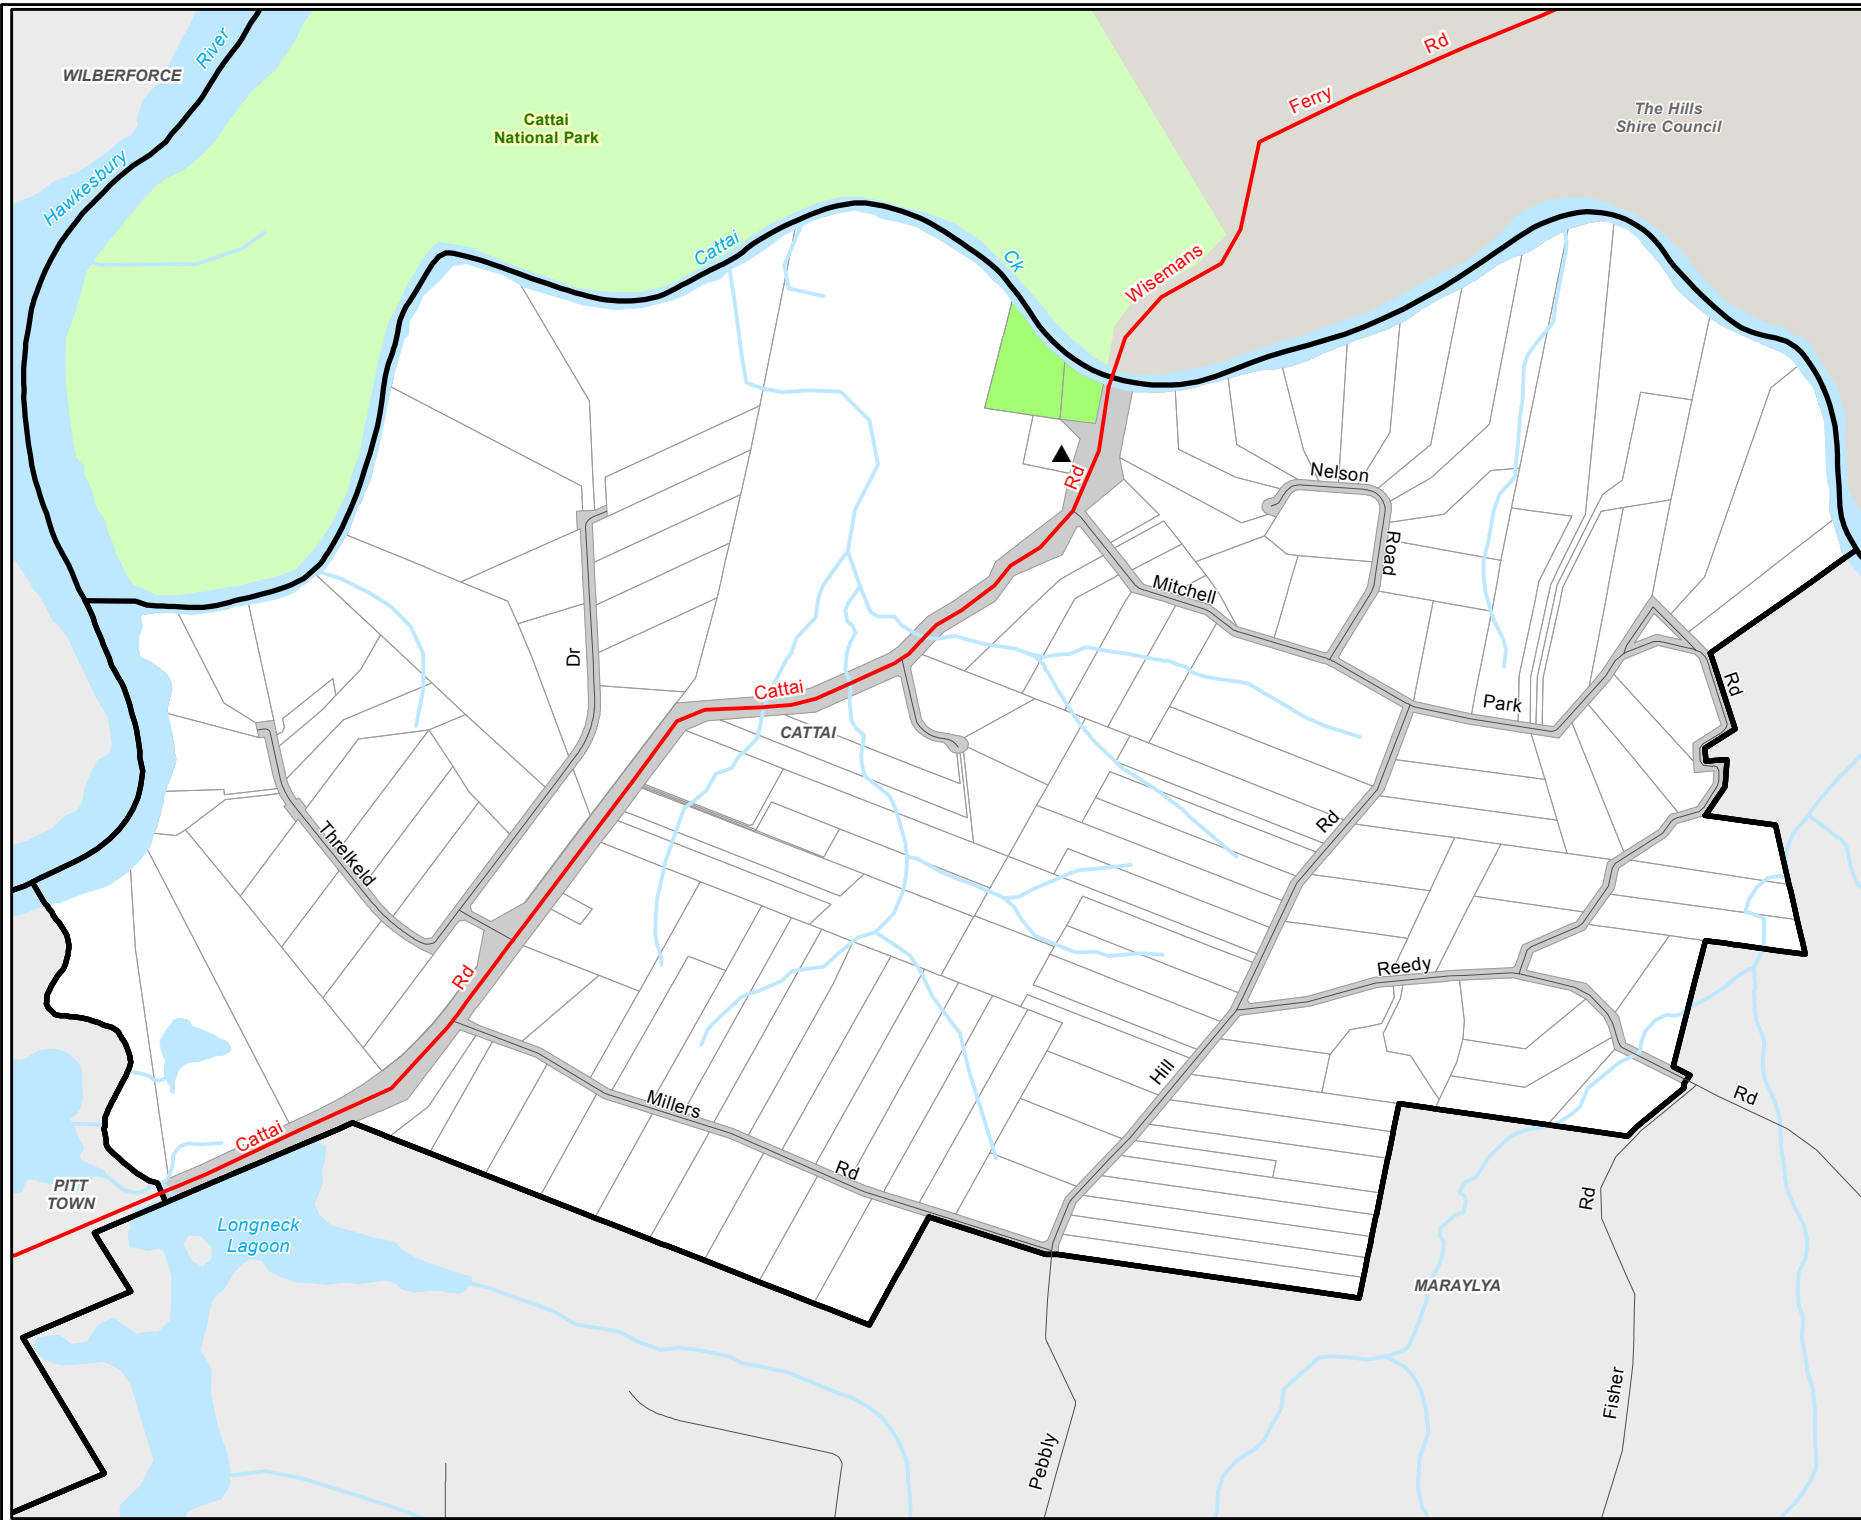 River
WILBERFORCE
Hawkesbury
Cattai
National Park
Rd
Ferry
The Hills
Shire Council
Cattai
Ck
Wisemans
Rd
Nelson
Road
Mitchell
Dr
Cattai
CATTAI
Park
Rd
Threlkeld
Rd
Rd
Reedy
Hill
Millers
Rd
Rd
Cattai
PITT
TOWN
Longneck
Lagoon
Rd
MARAYLYA
Fisher
Pebbly